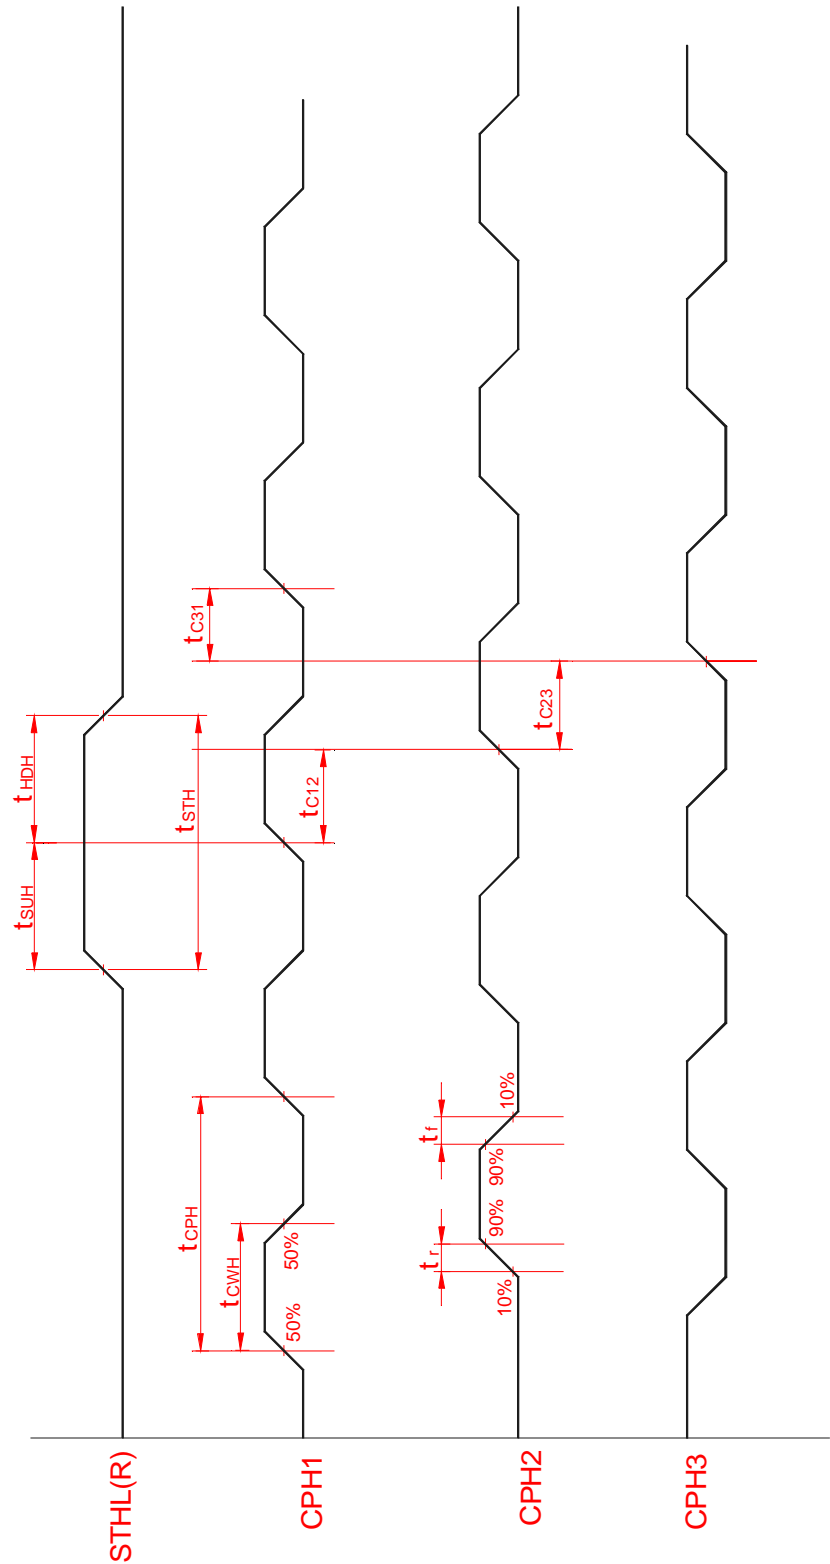 STHL(R)
tSUH
tHDH
tSTH
CPH1
tCPH
tCWH
50%
50%
tC12
tC31
CPH2
tr
tf
10%
90%
90%
10%
tC23
CPH3